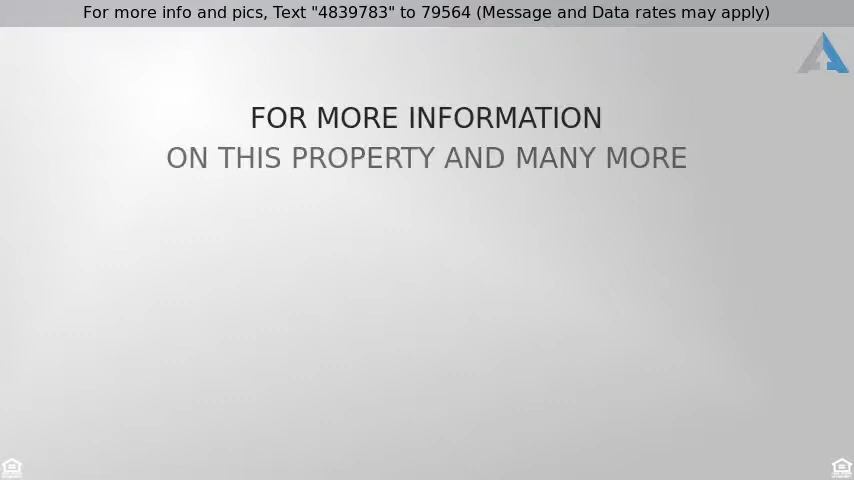 For more info and pics, Text "4839783" to 79564 (Message and Data rates may apply)
FOR MORE INFORMATION
ON THIS PROPERTY AND MANY MORE